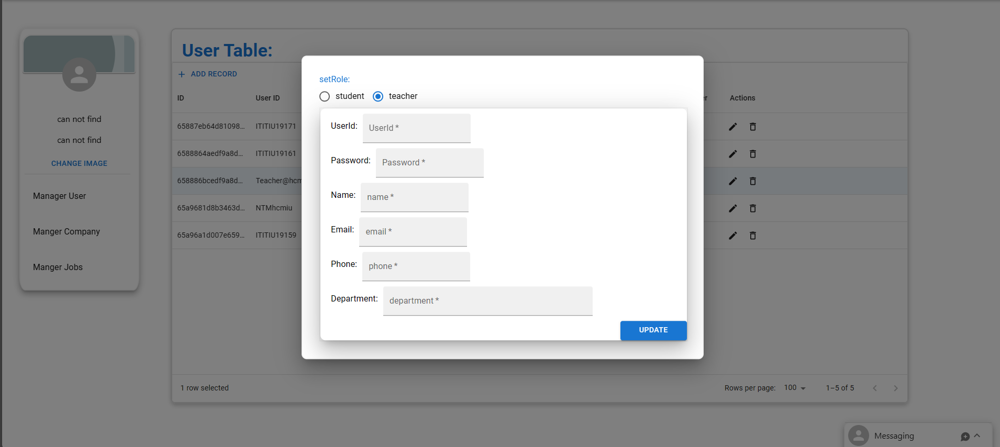 can not find
can not find
CHANGE IMAGE
Manager User
Manger Company
Manger Jobs
User Table:
ADD RECORD
ID User ID er Actions
65887eb64d81098... ITITIU19171
6588864aedf9a8d... ITITIU19161
658886bcedf9a8d... Teacher@hcm
65a9681d8b3463d... NTMhcmiu
65a96a1d007e659... ITITIU19159
1 row selected
Rows per page: 100 1–5 of 5
setRole:
student teacher
UserId: UserId *
Password: Password *
Name: name *
Email: email *
Phone: phone *
Department: department *
UPDATE
Messaging